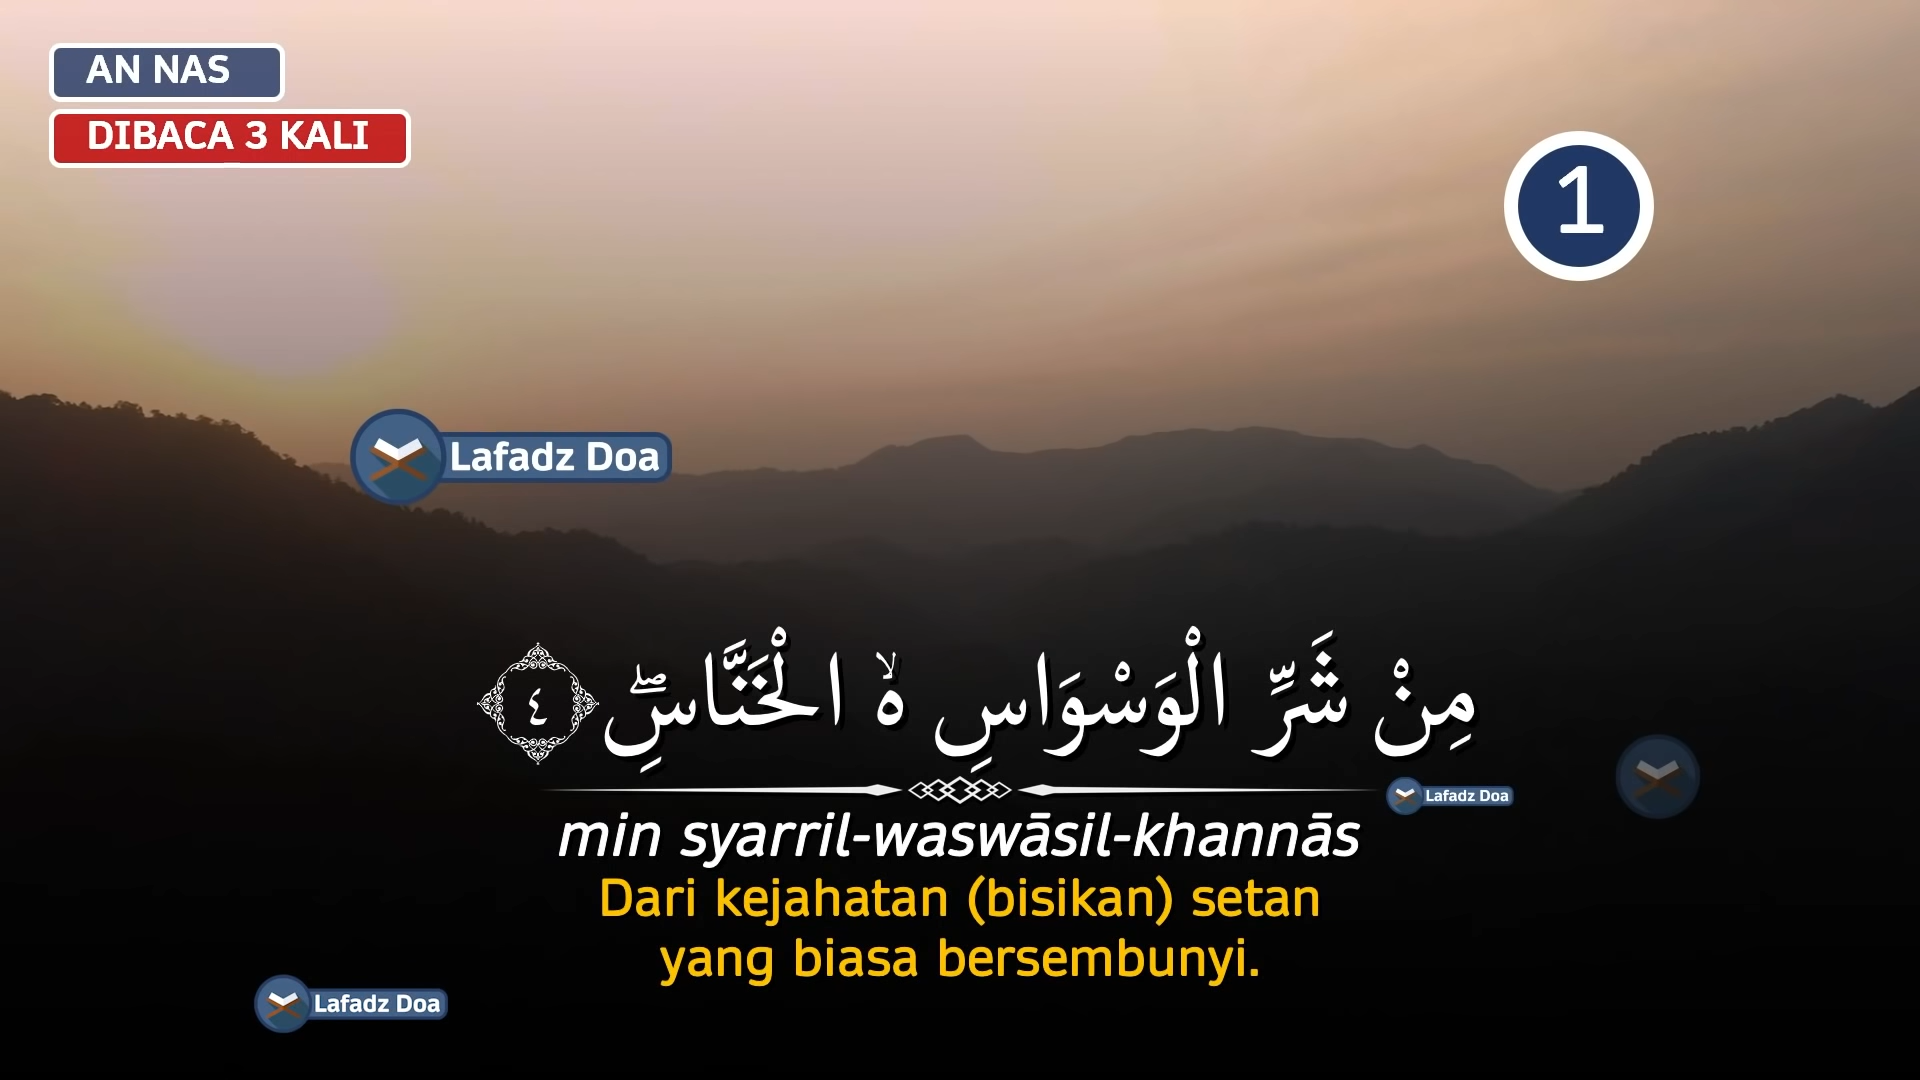 AN NAS
DIBACA 3 KALI
1
Lafadz Doa
مِنْ شَرِّ الْوَسْوَاسِ ەۙ الْخَنَّاسِۖ ٤
Lafadz Doa
min syarril-waswāsil-khannās
Dari kejahatan (bisikan) setan
yang biasa bersembunyi.
Lafadz Doa